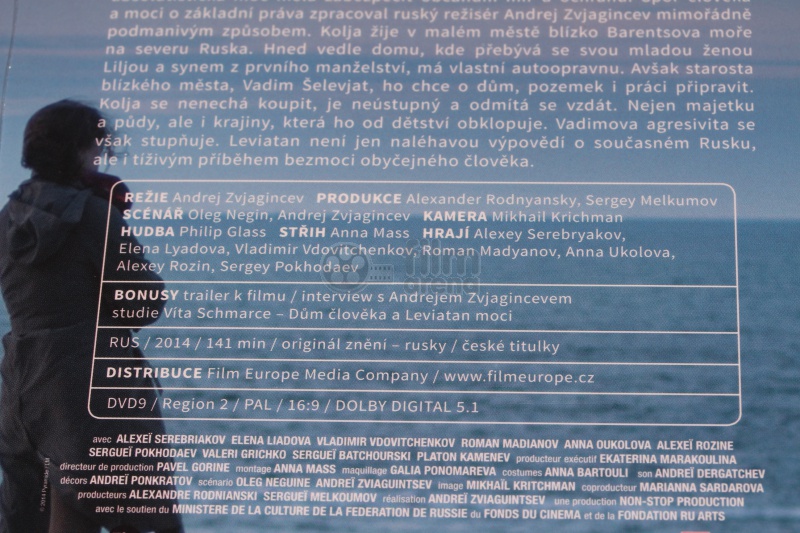 a moci o základní práva zpracoval ruský režisér Andrej Zvjagincev mimořádně
podmanivým způsobem. Kolja žije v malém městě blízko Barentsova moře
na severu Ruska. Hned vedle domu, kde přebývá se svou mladou ženou
Liljou a synem z prvního manželství, má vlastní autoopravnu. Avšak starosta
blízkého města, Vadim Šelevjat, ho chce o dům, pozemek i práci připravit.
Kolja se nenechá koupit, je neústupný a odmítá se vzdát. Nejen majetku
a půdy, ale i krajiny, která ho od dětství obklopuje. Vadimova agresivita se
však stupňuje. Leviatan není jen naléhavou výpovědí o současném Rusku,
ale i tíživým příběhem bezmoci obyčejného člověka.
REŽIE Andrej Zvjagincev PRODUKCE Alexander Rodnyansky, Sergey Melkumov
SCÉNÁŘ Oleg Negin, Andrej Zvjagincev KAMERA Mikhail Krichman
HUDBA Philip Glass STŘIH Anna Mass HRAJÍ Alexey Serebryakov,
Elena Lyadova, Vladimir Vdovitchenkov, Roman Madyanov, Anna Ukolova,
Alexey Rozin, Sergey Pokhodaev
film arena
BONUSY trailer k filmu / interview s Andrejem Zvjagincevem
studie Víta Schmarce – Dům člověka a Leviatan moci
RUS / 2014 / 141 min / originál znění – rusky / české titulky
DISTRIBUCE Film Europe Media Company / www.filmeurope.cz
DVD9 / Region 2 / PAL / 16:9 / DOLBY DIGITAL 5.1
avec ALEXEÏ SEREBRIAKOV ELENA LIADOVA VLADIMIR VDOVITCHENKOV ROMAN MADIANOV ANNA OUKOLOVA ALEXEÏ ROZINE
SERGUEÏ POKHODAEV VALERI GRICHKO SERGUEÏ BATCHOURSKI PLATON KAMENEV producteur exécutif EKATERINA MARAKOULINA
directeur de production PAVEL GORINE montage ANNA MASS maquillage GALIA PONOMAREVA costumes ANNA BARTOULI son ANDREÏ DERGATCHEV
décors ANDREÏ PONKRATOV scénario OLEG NEGUINE ANDREÏ ZVIAGUINTSEV image MIKHAÏL KRITCHMAN coproducteur MARIANNA SARDAROVA
producteurs ALEXANDRE RODNIANSKI SERGUEÏ MELKOUMOV réalisation ANDREÏ ZVIAGUINTSEV une production NON-STOP PRODUCTION
avec le soutien du MINISTERE DE LA CULTURE DE LA FEDERATION DE RUSSIE du FONDS DU CINEMA et de la FONDATION RU ARTS